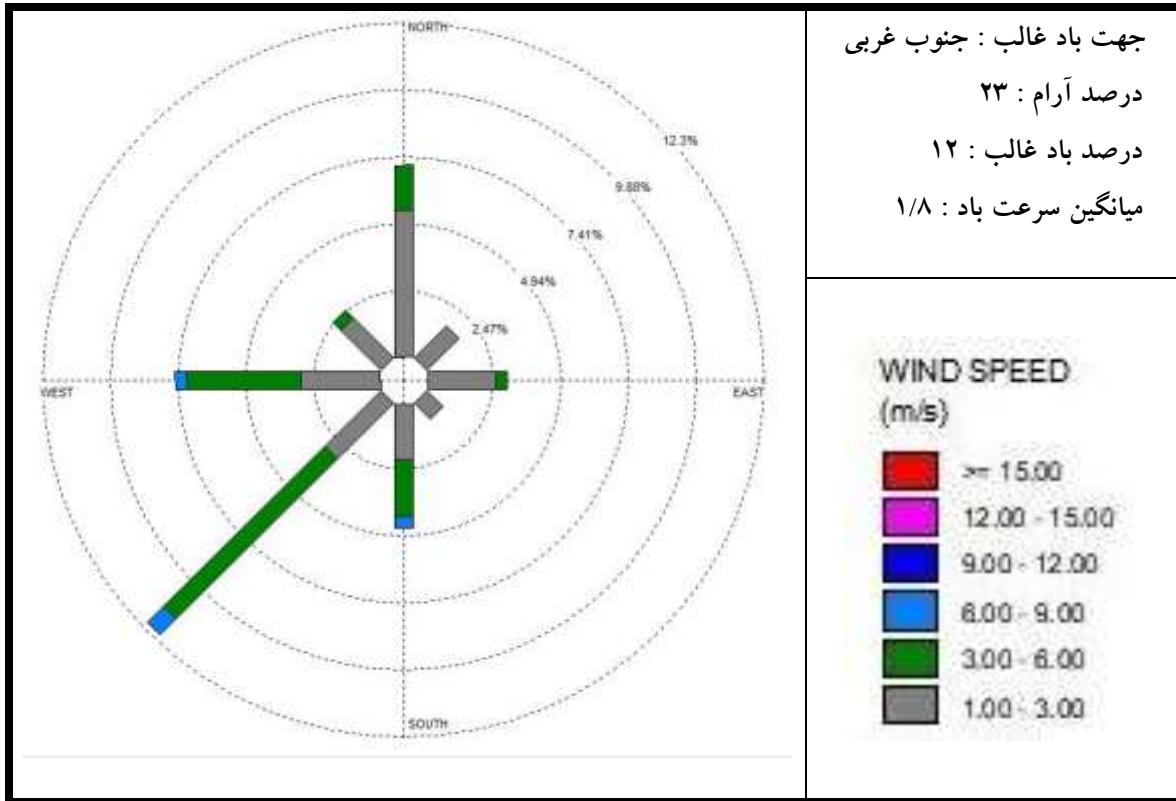 جهت باد غالب : جنوب غربی
درصد آرام : ۲۳
درصد باد غالب : ۱۲
میانگین سرعت باد : ۱/۸
NORTH
12.3%
9.88%
7.41%
4.94%
2.47%
WEST
EAST
SOUTH
WIND SPEED
(m/s)
>= 15.00
12.00 - 15.00
9.00 - 12.00
6.00 - 9.00
3.00 - 6.00
1.00 - 3.00